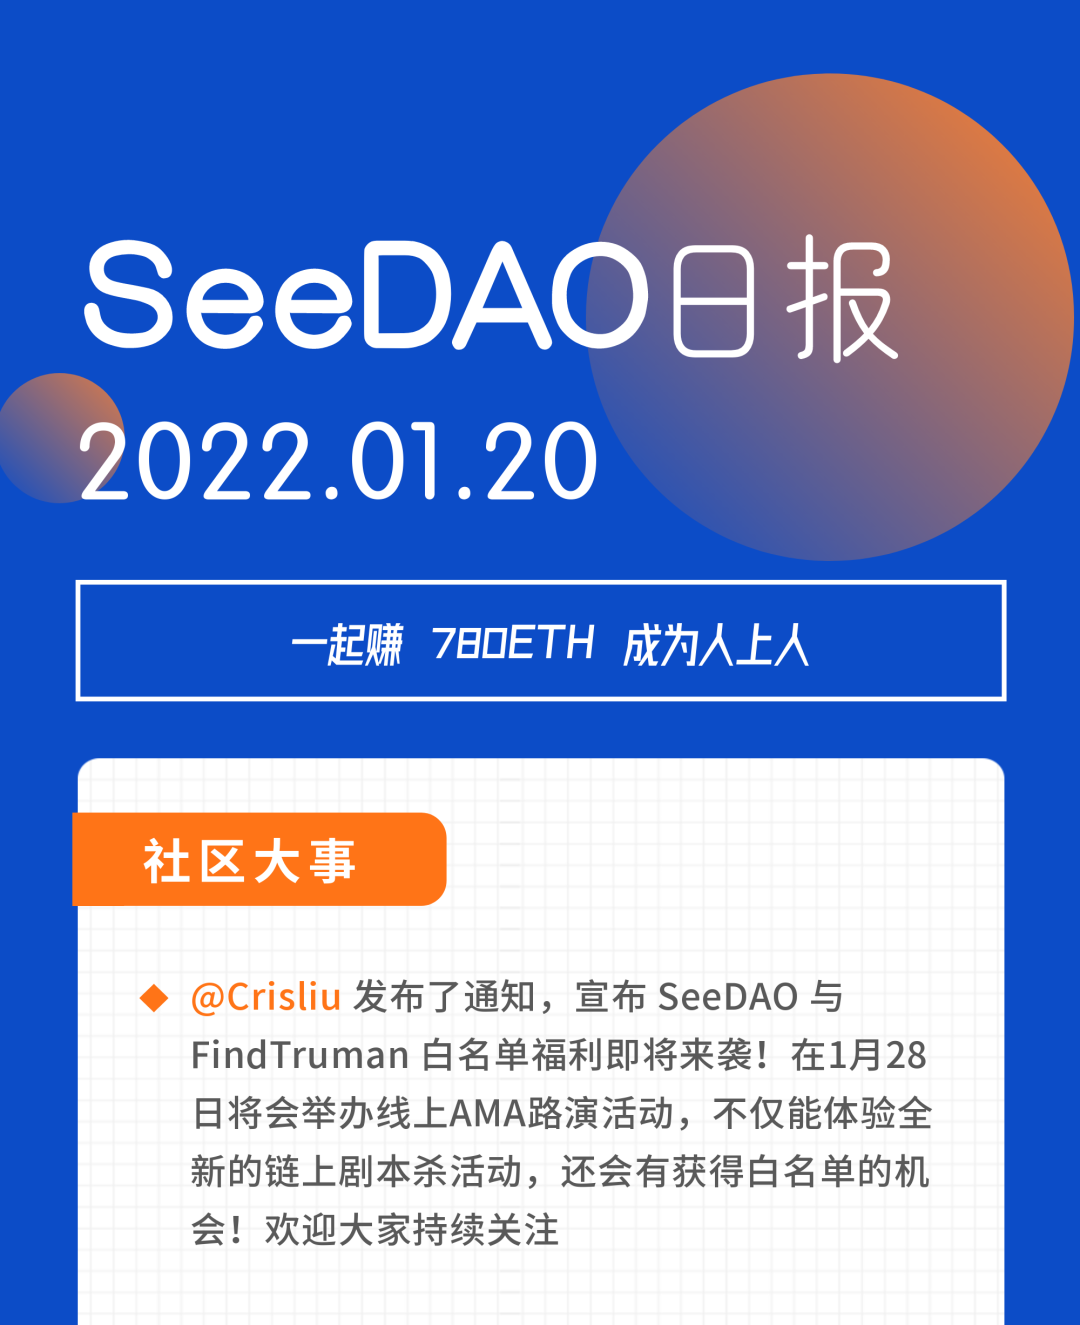 SeeDAO日报
2022.01.20
一起赚 780ETH 成为人上人
社区大事
@Crisliu 发布了通知，宣布 SeeDAO 与
FindTruman 白名单福利即将来袭！在1月28
日将会举办线上AMA路演活动，不仅能体验全
新的链上剧本杀活动，还会有获得白名单的机
会！欢迎大家持续关注